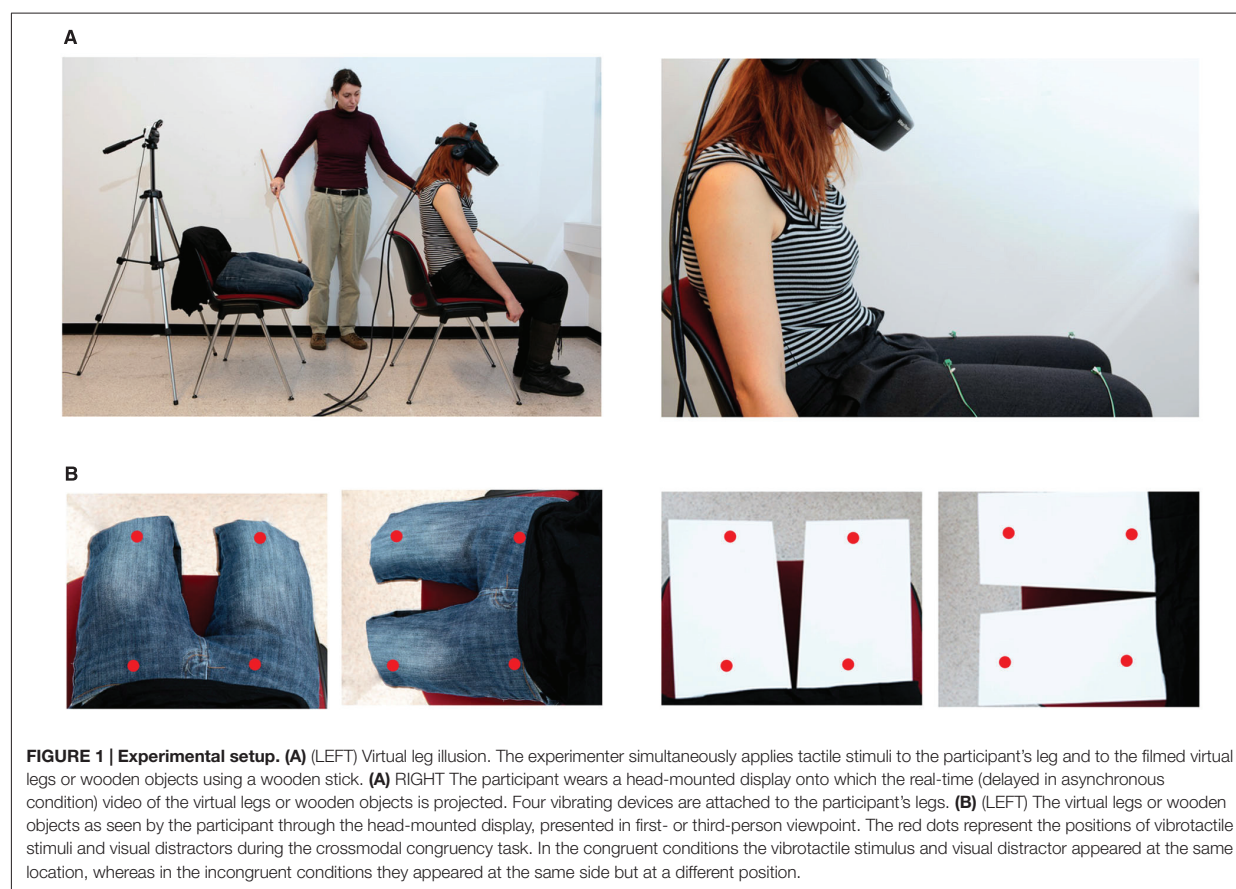 A
B
FIGURE 1 | Experimental setup. (A) (LEFT) Virtual leg illusion. The experimenter simultaneously applies tactile stimuli to the participant's leg and to the filmed virtual
legs or wooden objects using a wooden stick. (A) RIGHT The participant wears a head-mounted display onto which the real-time (delayed in asynchronous
condition) video of the virtual legs or wooden objects is projected. Four vibrating devices are attached to the participant's legs. (B) (LEFT) The virtual legs or wooden
objects as seen by the participant through the head-mounted display, presented in first- or third-person viewpoint. The red dots represent the positions of vibrotactile
stimuli and visual distractors during the crossmodal congruency task. In the congruent conditions the vibrotactile stimulus and visual distractor appeared at the same
location, whereas in the incongruent conditions they appeared at the same side but at a different position.